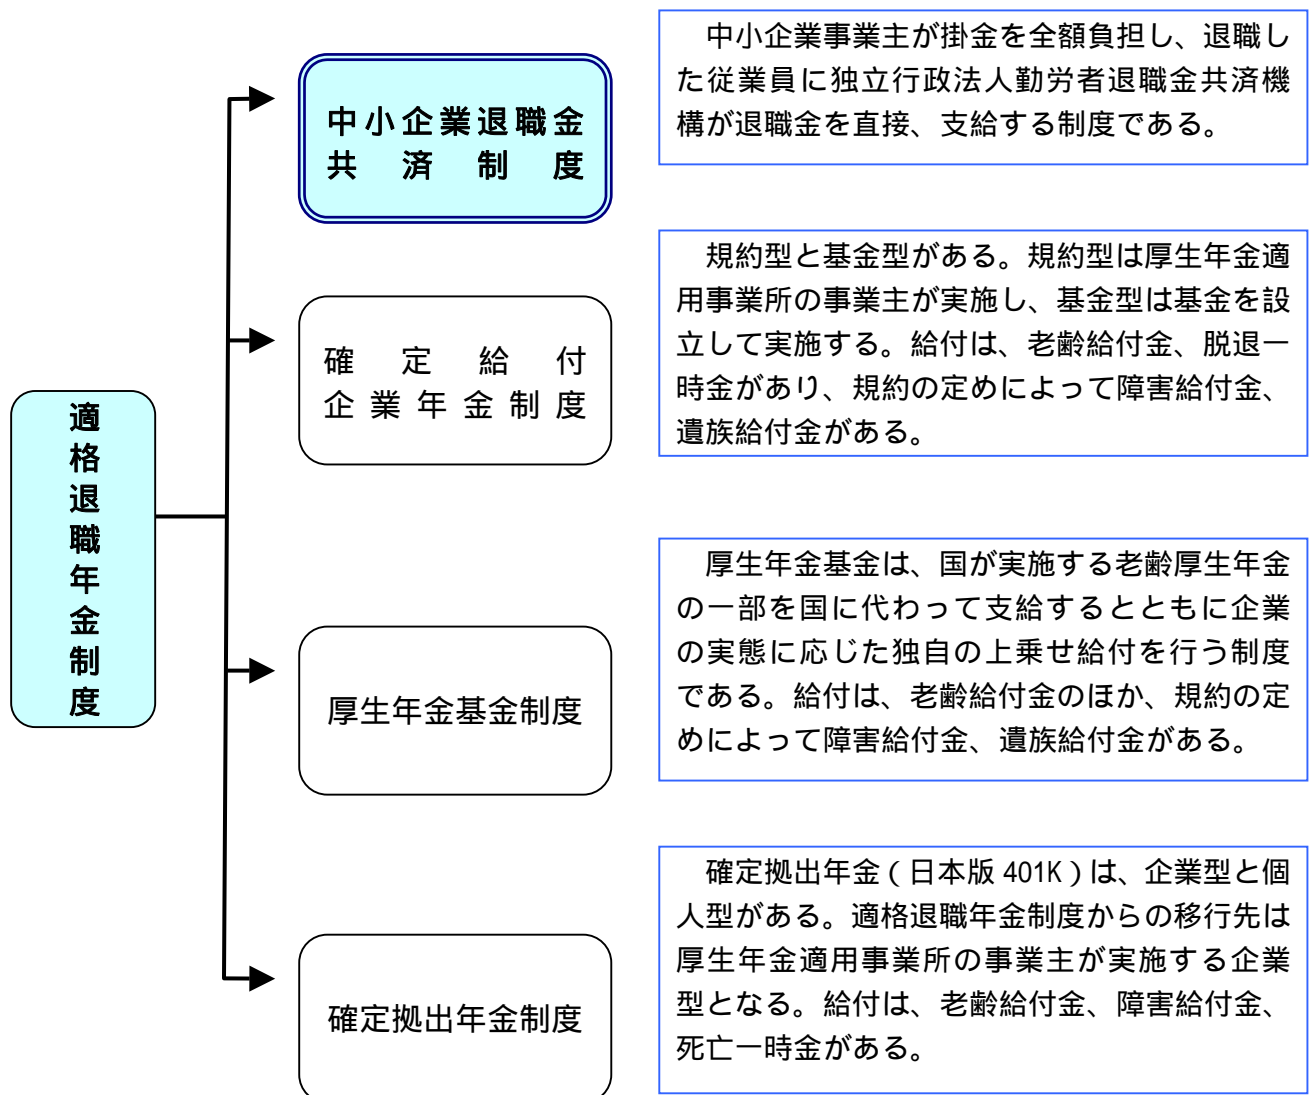 適格退職年金制度
中小企業退職金
共済制度
中小企業事業主が掛金を全額負担し、退職し
た従業員に独立行政法人勤労者退職金共済機
構が退職金を直接、支給する制度である。
確定給付
企業年金制度
規約型と基金型がある。規約型は厚生年金適
用事業所の事業主が実施し、基金型は基金を設
立して実施する。給付は、老齢給付金、脱退一
時金があり、規約の定めによって障害給付金、
遺族給付金がある。
厚生年金基金制度
厚生年金基金は、国が実施する老齢厚生年金
の一部を国に代わって支給するとともに企業
の実態に応じた独自の上乗せ給付を行う制度
である。給付は、老齢給付金のほか、規約の定
めによって障害給付金、遺族給付金がある。
確定拠出年金制度
確定拠出年金(日本版 401K)は、企業型と個
人型がある。適格退職年金制度からの移行先は
厚生年金適用事業所の事業主が実施する企業
型となる。給付は、老齢給付金、障害給付金、
死亡一時金がある。